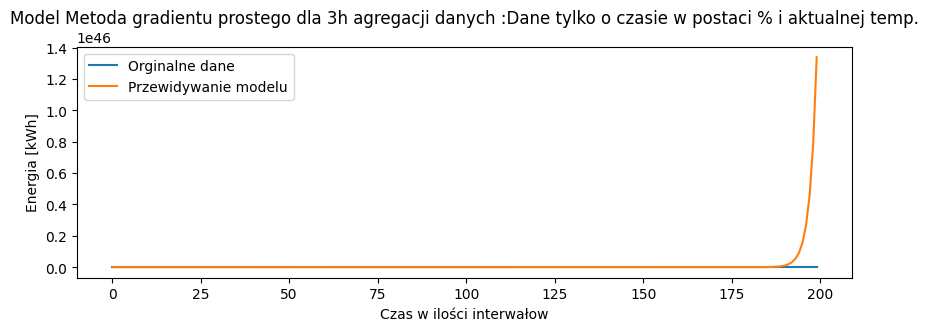 Model Metoda gradientu prostego dla 3h agregacji danych :Dane tylko o czasie w postaci % i aktualnej temp.
1e46
1.4
1.2
1.0
0.8
0.6
0.4
0.2
0.0
Energia [kWh]
Orginalne dane
Przewidywanie modelu
0 25 50 75 100 125 150 175 200
Czas w ilości interwałow